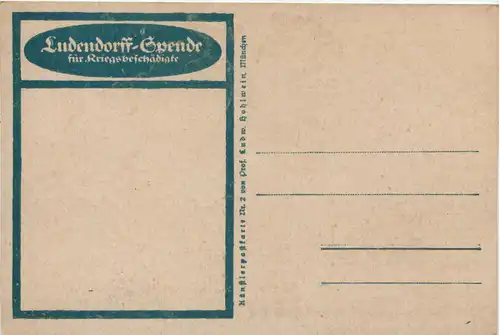 Ludendorff-Spende
für Kriegsbeschädigte
Künstlerpostkarte Nr. 2 von Prof. Ludw. Hohlwein, München